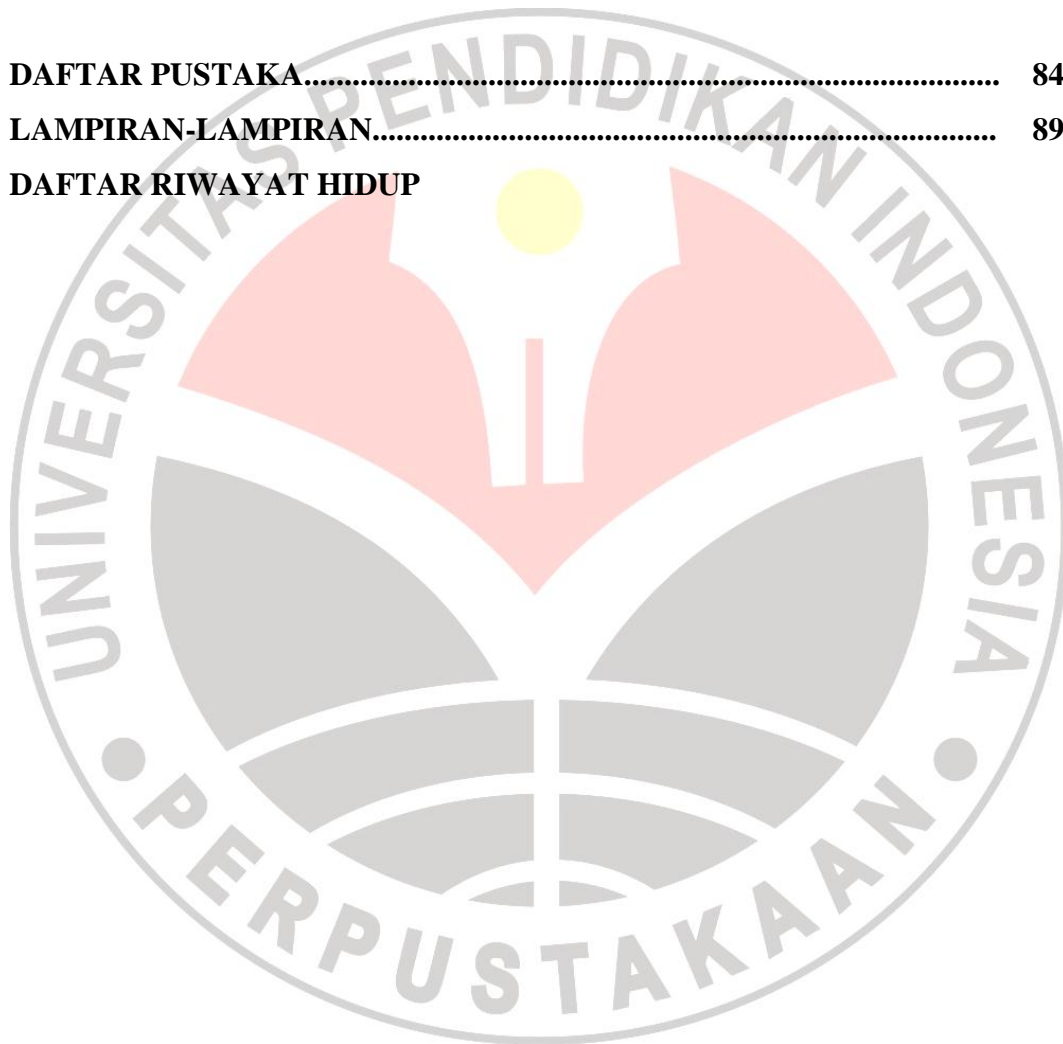 DAFTAR PUSTAKA.......................................................................... 84
LAMPIRAN-LAMPIRAN.................................................................. 89
DAFTAR RIWAYAT HIDUP
UNIVERSITAS PENDIDIKAN INDONESIA
PERPUSTAKAAN